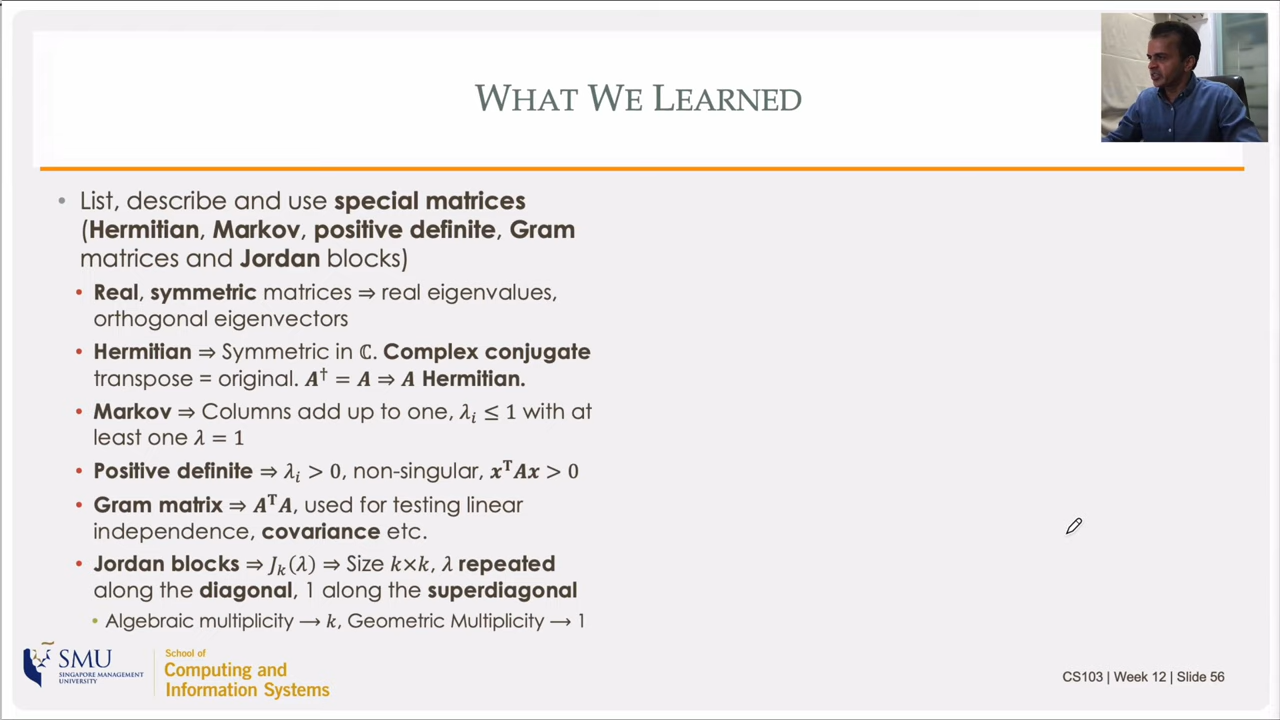 WHAT WE LEARNED
• List, describe and use special matrices
(Hermitian, Markov, positive definite, Gram
matrices and Jordan blocks)
• Real, symmetric matrices ⇒ real eigenvalues,
orthogonal eigenvectors
• Hermitian ⇒ Symmetric in ℂ. Complex conjugate
transpose = original. A† = A ⇒ A Hermitian.
• Markov ⇒ Columns add up to one, λᵢ ≤ 1 with at
least one λ = 1
• Positive definite ⇒ λᵢ > 0, non-singular, xᵀAx > 0
• Gram matrix ⇒ AᵀA, used for testing linear
independence, covariance etc.
• Jordan blocks ⇒ Jₖ(λ) ⇒ Size k×k, λ repeated
along the diagonal, 1 along the superdiagonal
• Algebraic multiplicity → k, Geometric Multiplicity → 1
SMU
SINGAPORE MANAGEMENT
UNIVERSITY
School of
Computing and
Information Systems
CS103 | Week 12 | Slide 56